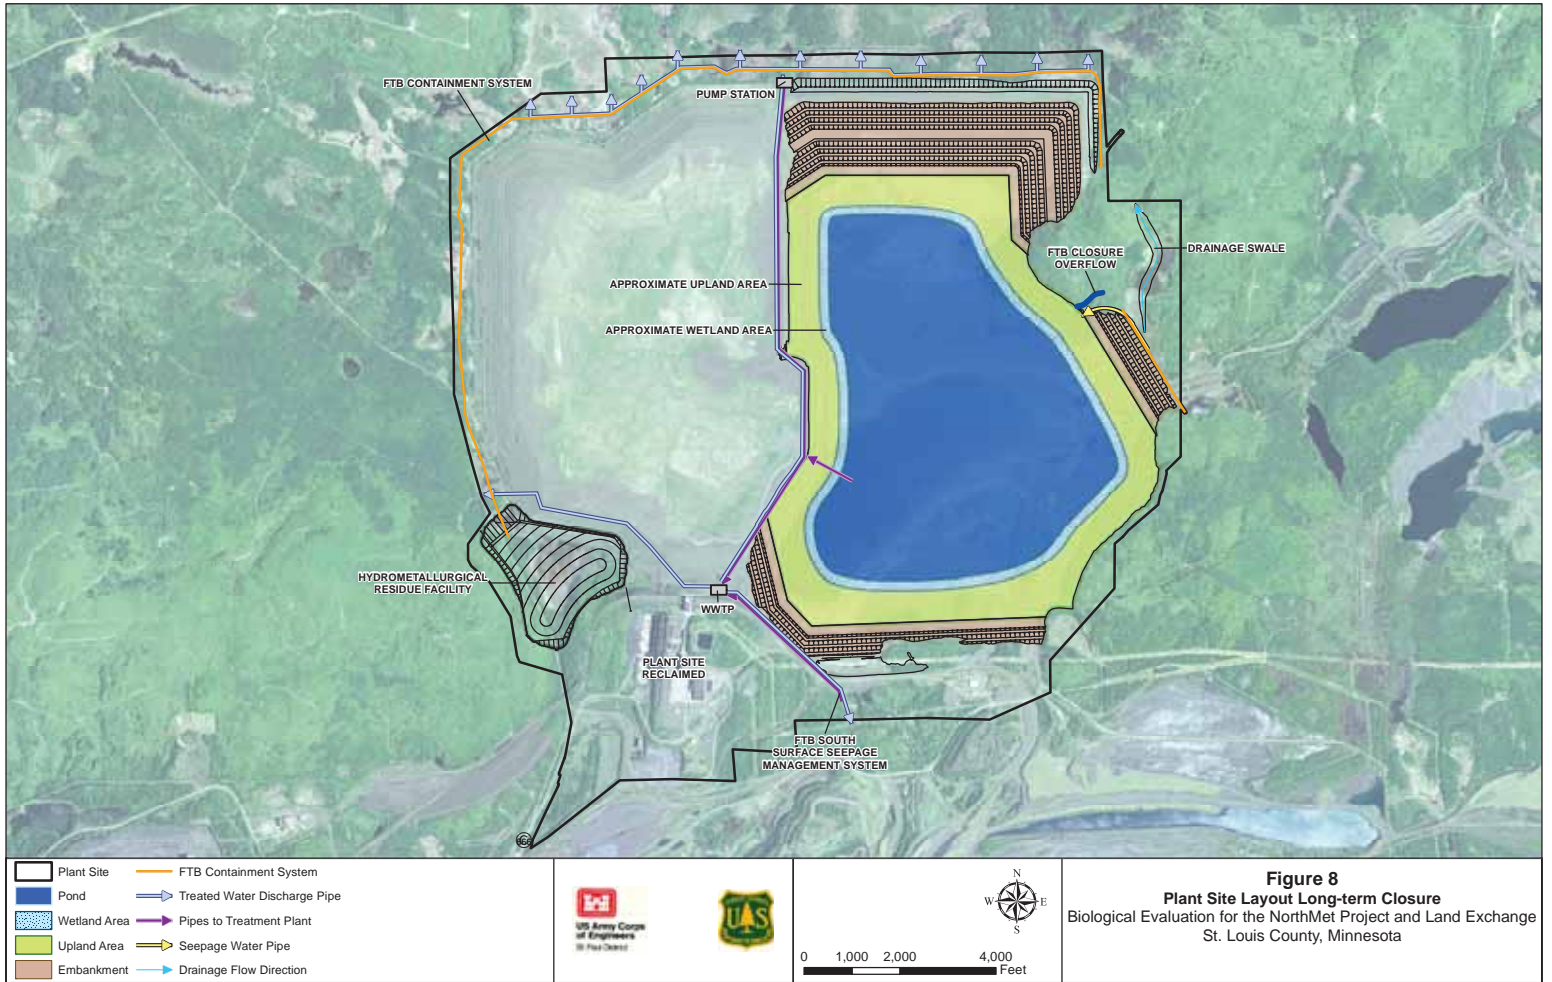 FTB CONTAINMENT SYSTEM
PUMP STATION
FTB CLOSURE
OVERFLOW
DRAINAGE SWALE
APPROXIMATE UPLAND AREA
APPROXIMATE WETLAND AREA
HYDROMETALLURGICAL
RESIDUE FACILITY
WWTP
PLANT SITE
RECLAIMED
FTB SOUTH
SURFACE SEEPAGE
MANAGEMENT SYSTEM
666
Plant Site
Pond
Wetland Area
Upland Area
Embankment
FTB Containment System
Treated Water Discharge Pipe
Pipes to Treatment Plant
Seepage Water Pipe
Drainage Flow Direction
US Army Corps
of Engineers
St Paul District
UAS
N
W E
S
0 1,000 2,000 4,000
Feet
Figure 8
Plant Site Layout Long-term Closure
Biological Evaluation for the NorthMet Project and Land Exchange
St. Louis County, Minnesota